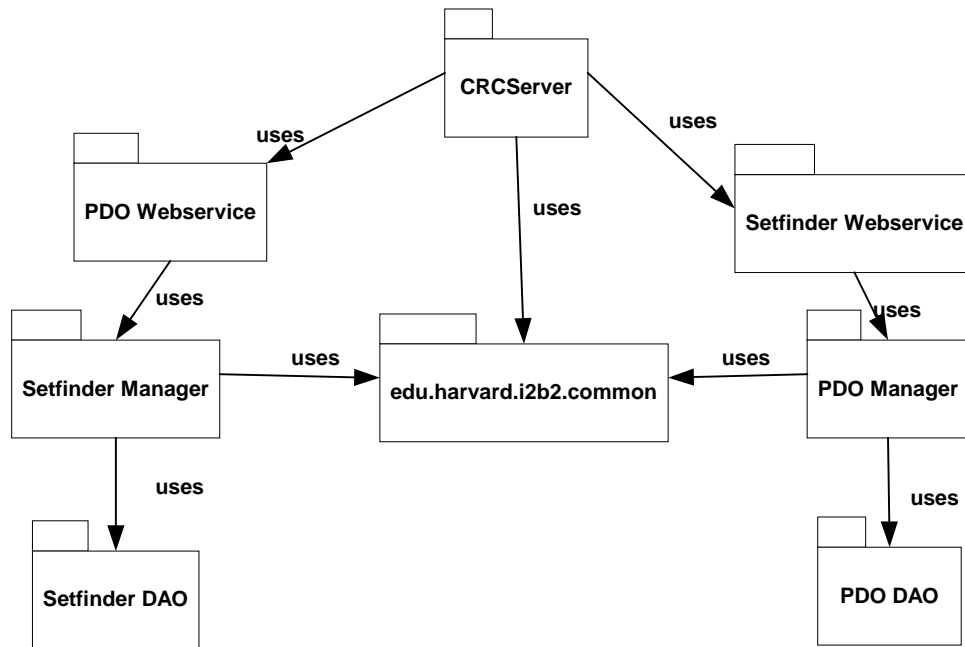 CRCServer
uses
uses
uses
PDO Webservice
Setfinder Webservice
uses
uses
Setfinder Manager
uses
edu.harvard.i2b2.common
uses
PDO Manager
uses
uses
Setfinder DAO
PDO DAO